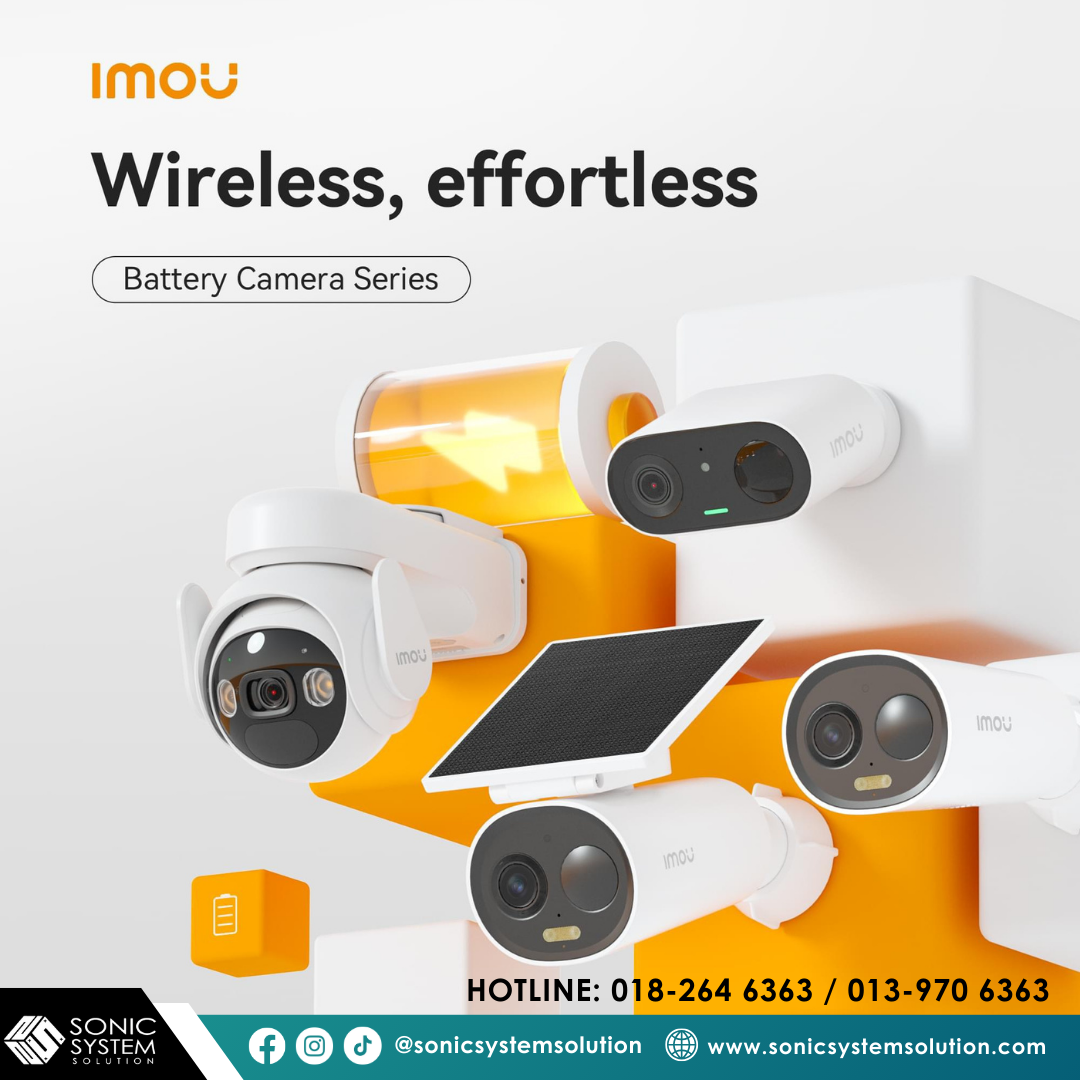 imou
Wireless, effortless
Battery Camera Series
imou
imou
imou
imou
HOTLINE: 018-264 6363 / 013-970 6363
SONIC
SYSTEM
SOLUTION
@sonicsystemsolution
www.sonicsystemsolution.com